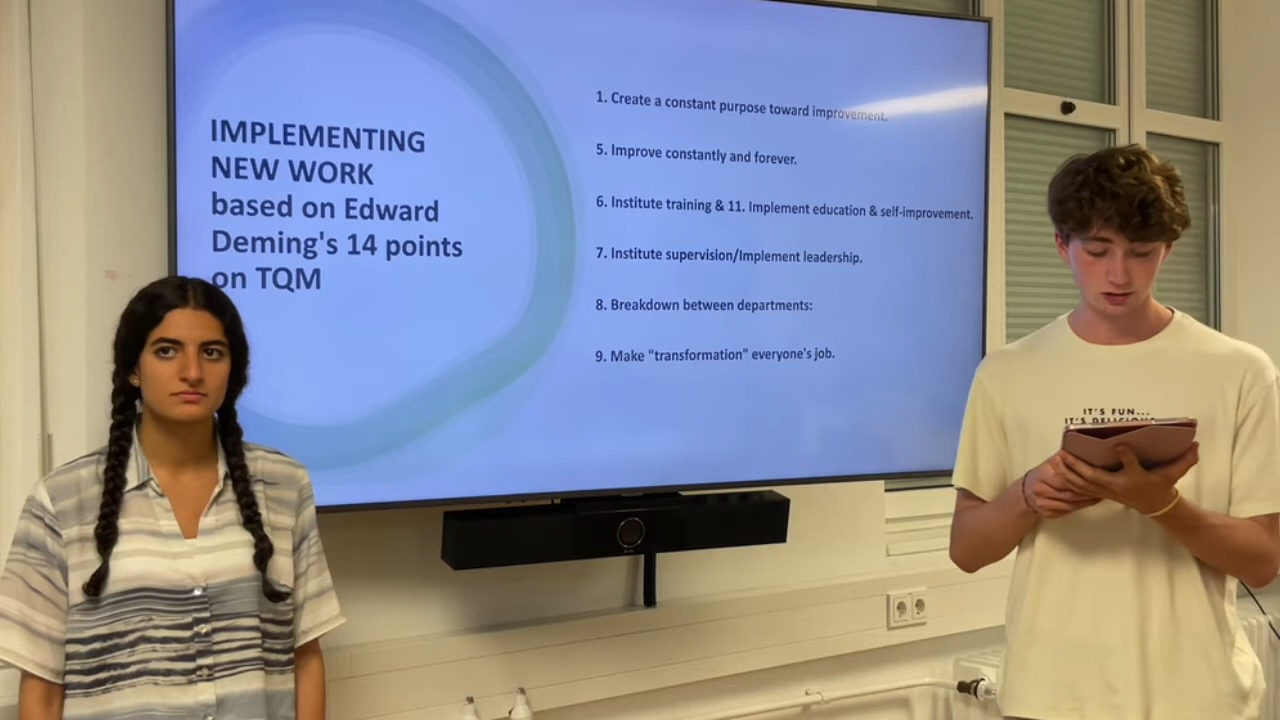 IMPLEMENTING
NEW WORK
based on Edward
Deming's 14 points
on TQM
1. Create a constant purpose toward improvement.
5. Improve constantly and forever.
6. Institute training & 11. Implement education & self-improvement.
7. Institute supervision/Implement leadership.
8. Breakdown between departments:
9. Make "transformation" everyone's job.
IT'S FUN...
IT'S DELICIOUS